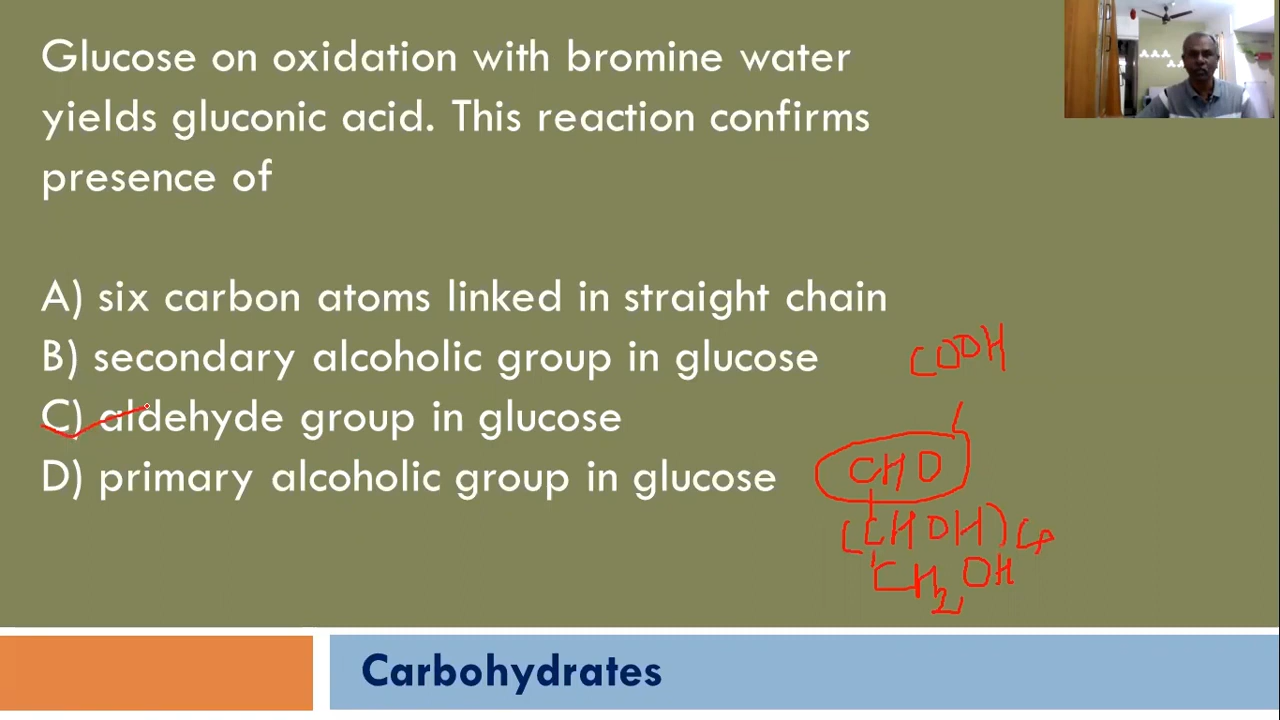 Glucose on oxidation with bromine water
yields gluconic acid. This reaction confirms
presence of
A) six carbon atoms linked in straight chain
B) secondary alcoholic group in glucose
C) aldehyde group in glucose
D) primary alcoholic group in glucose
COOH
CHO
(CHOH)4
CH2OH
Carbohydrates